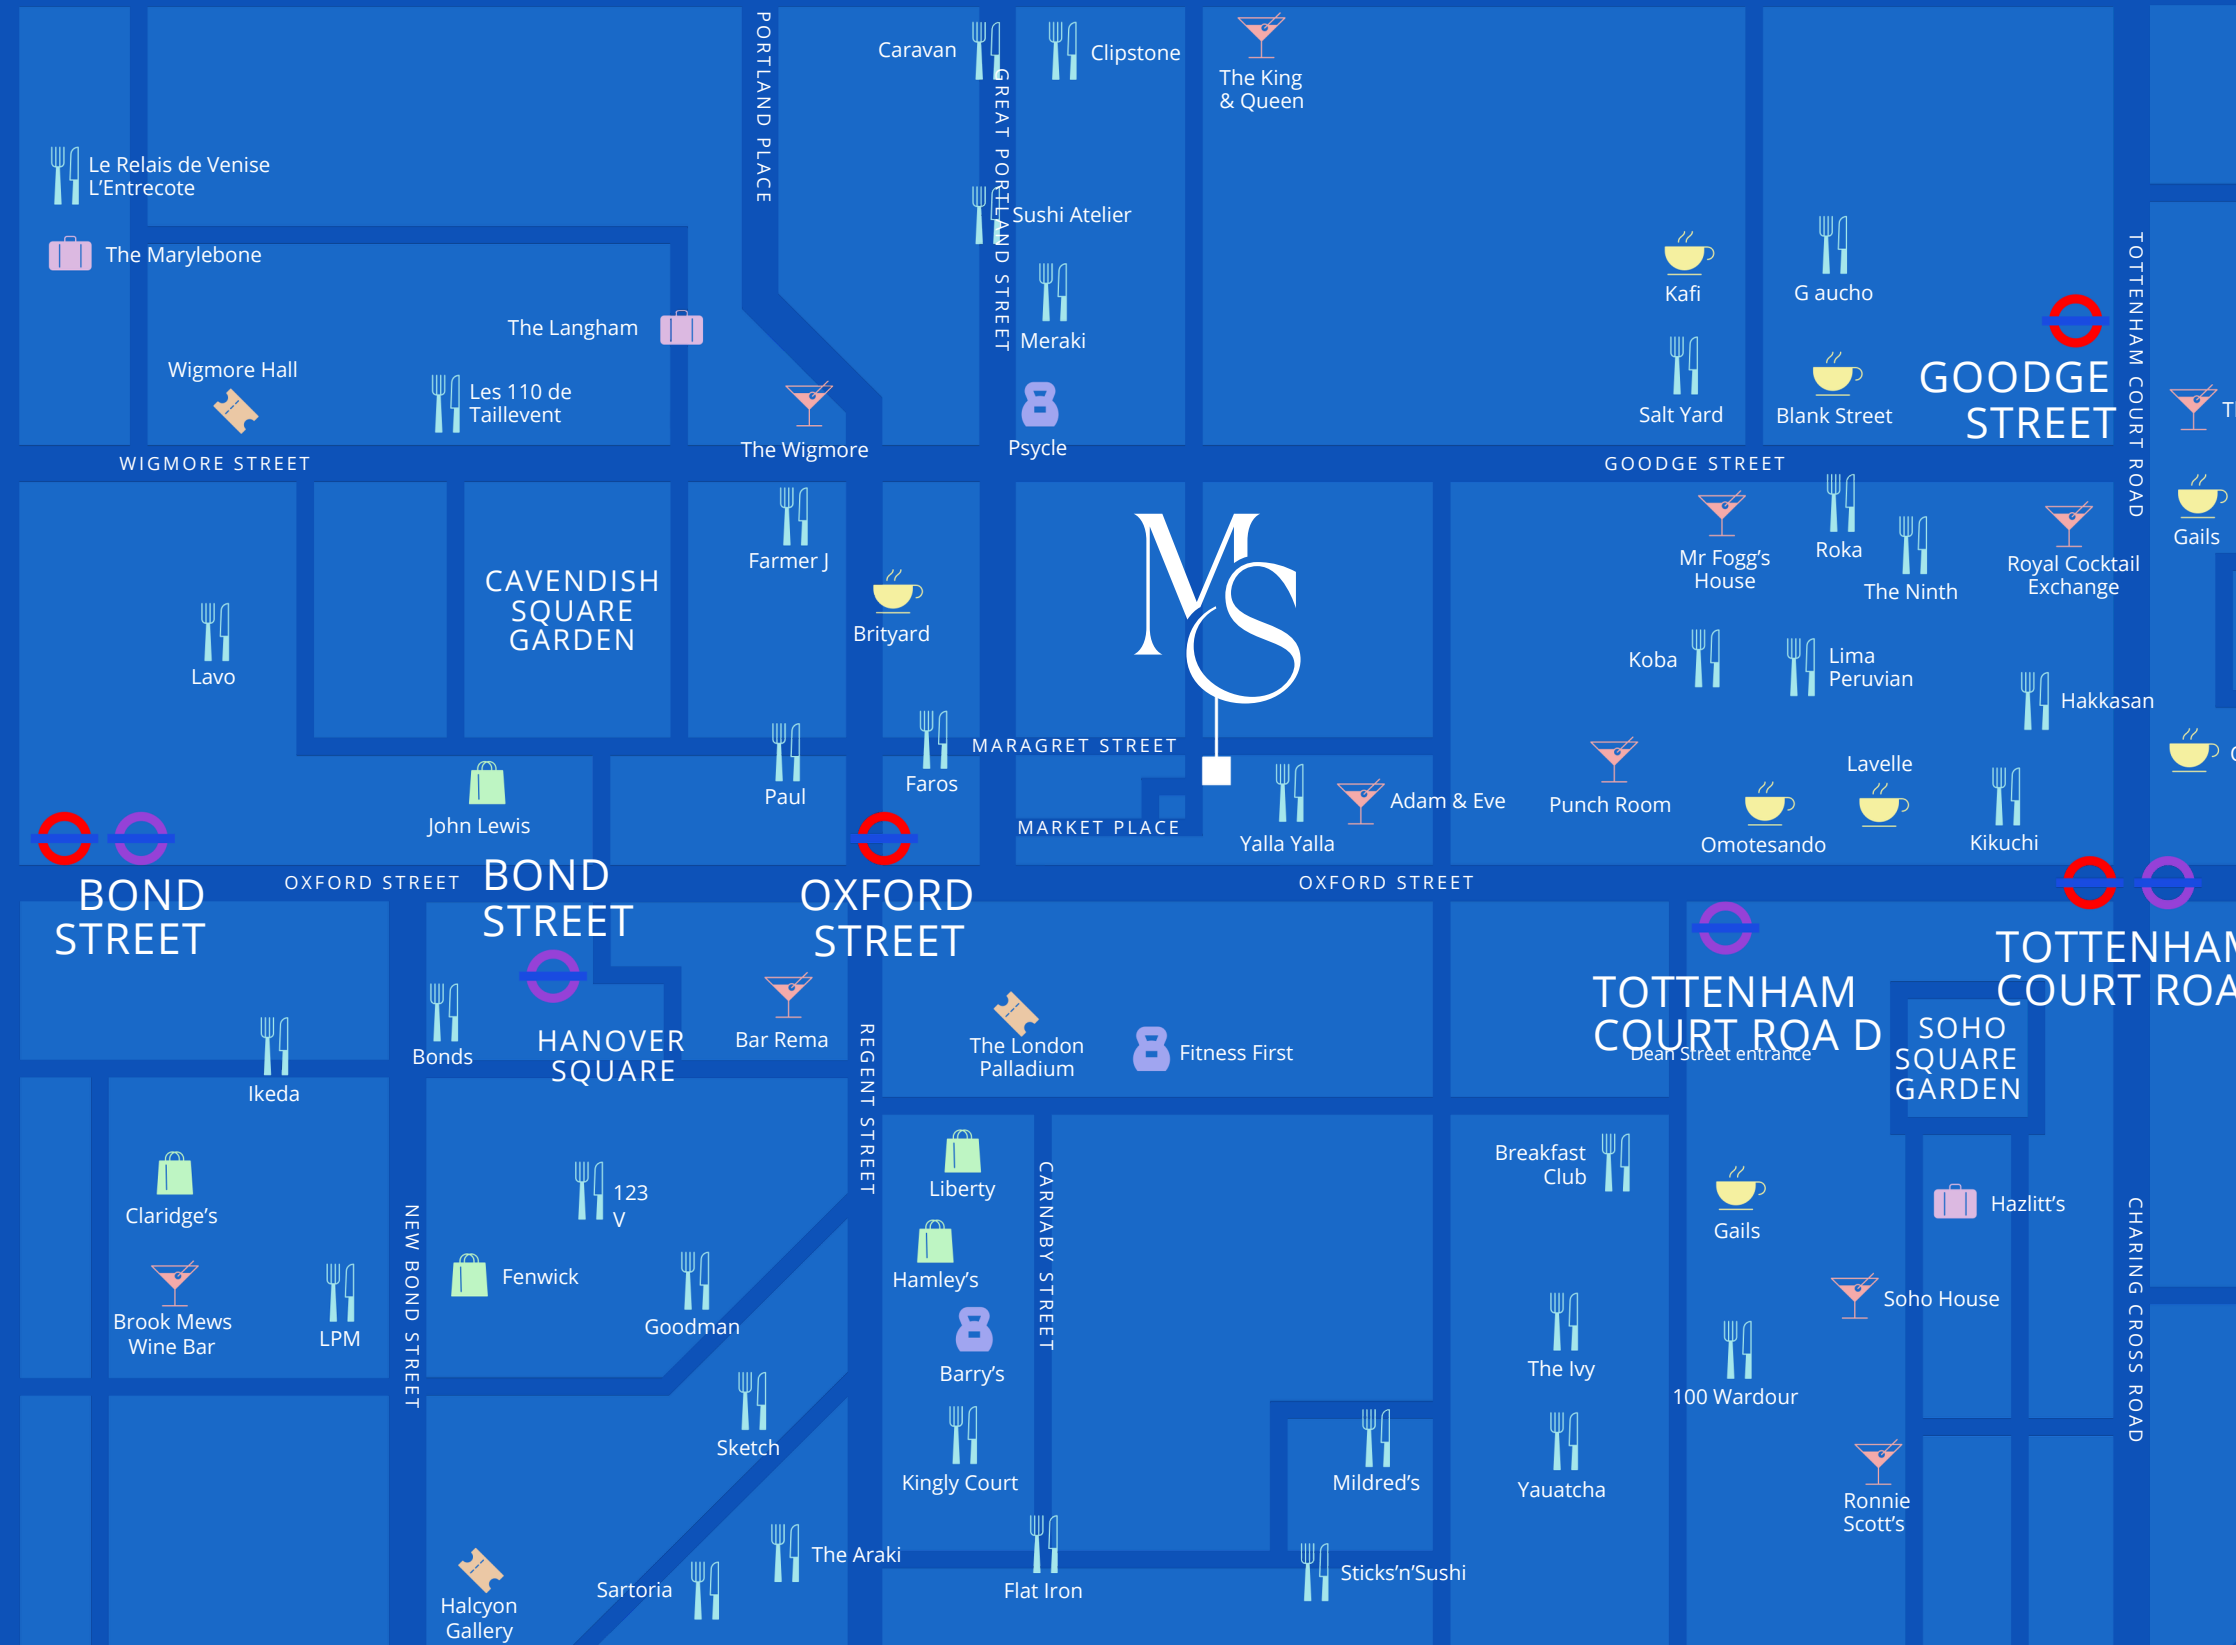 PORTLAND PLACE
Caravan
GREAT PORTLAND STREET
Clipstone
The King
& Queen
Le Relais de Venise
L’Entrecote
The Marylebone
Sushi Atelier
The Langham
Meraki
Kafi
G aucho
TOTTENHAM COURT ROAD
Wigmore Hall
Les 110 de
Taillevent
The Wigmore
Psycle
Salt Yard
Blank Street
GOODGE
STREET
WIGMORE STREET
GOODGE STREET
Farmer J
MS
Mr Fogg’s
House
Roka
The Ninth
Royal Cocktail
Exchange
Gails
CAVENDISH
SQUARE
GARDEN
Brityard
Lavo
Koba
Lima
Peruvian
Hakkasan
MARAGRET STREET
Paul
Faros
John Lewis
MARKET PLACE
Yalla Yalla
Adam & Eve
Punch Room
Omotesando
Lavelle
Kikuchi
BOND
STREET
OXFORD STREET
BOND
STREET
OXFORD
STREET
OXFORD STREET
TOTTENHAM
COURT ROA
TOTTENHAM
COURT ROA D
Dean Street entrance
SOHO
SQUARE
GARDEN
Bonds
HANOVER
SQUARE
Bar Rema
REGENT STREET
The London
Palladium
Fitness First
Ikeda
Claridge’s
NEW BOND STREET
123
V
Liberty
CARNABY STREET
Breakfast
Club
Gails
Hazlitt’s
CHARING CROSS ROAD
Brook Mews
Wine Bar
LPM
Fenwick
Goodman
Hamley’s
Barry’s
The Ivy
100 Wardour
Soho House
Sketch
Kingly Court
Mildred’s
Yauatcha
Ronnie
Scott’s
Halcyon
Gallery
Sartoria
The Araki
Flat Iron
Sticks’n’Sushi